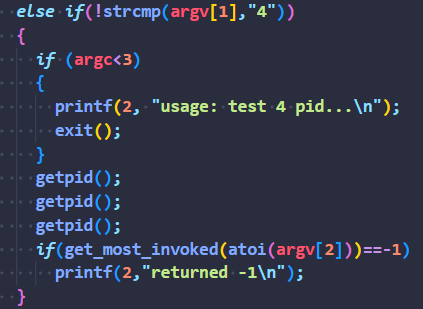 else if(!strcmp(argv[1],"4"))
{
if (argc<3)
{
printf(2, "usage: test 4 pid...\n");
exit();
}
getpid();
getpid();
getpid();
if(get_most_invoked(atoi(argv[2]))==-1)
printf(2,"returned -1\n");
}